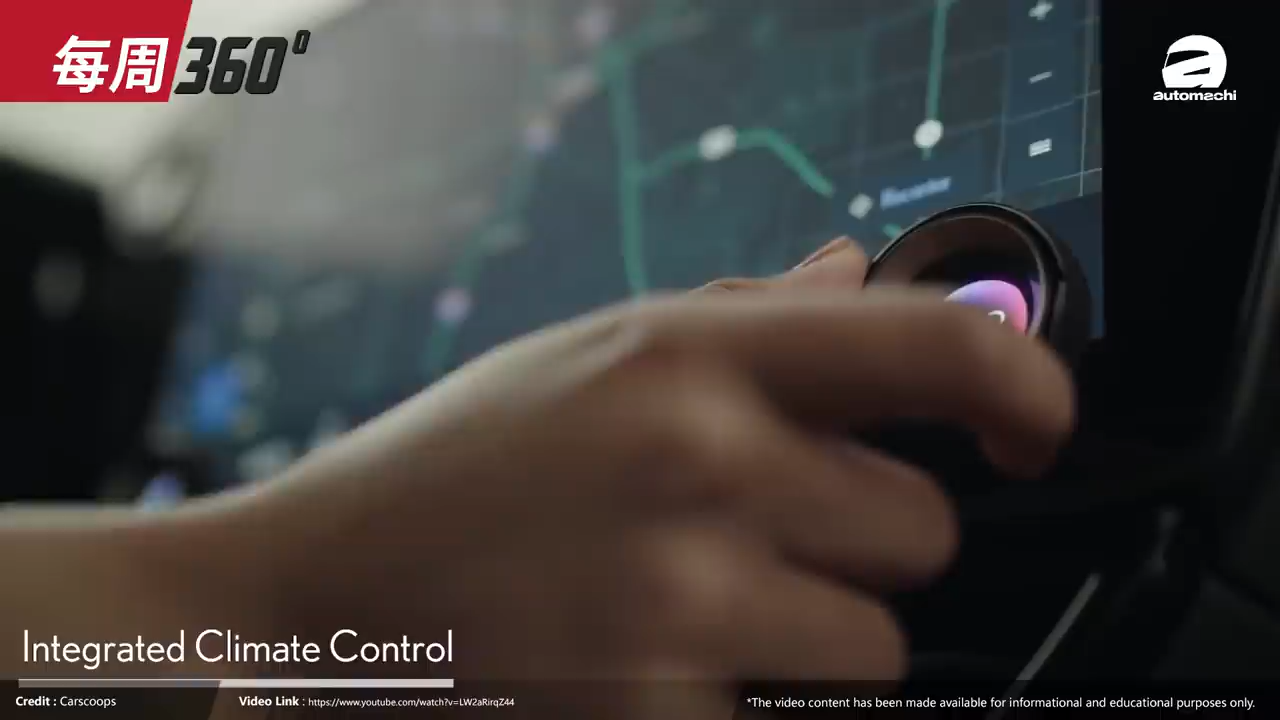 每周360°
automachi
Integrated Climate Control
Credit : Carscoops
Video Link : https://www.youtube.com/watch?v=LW2aRirqZ44
*The video content has been made available for informational and educational purposes only.